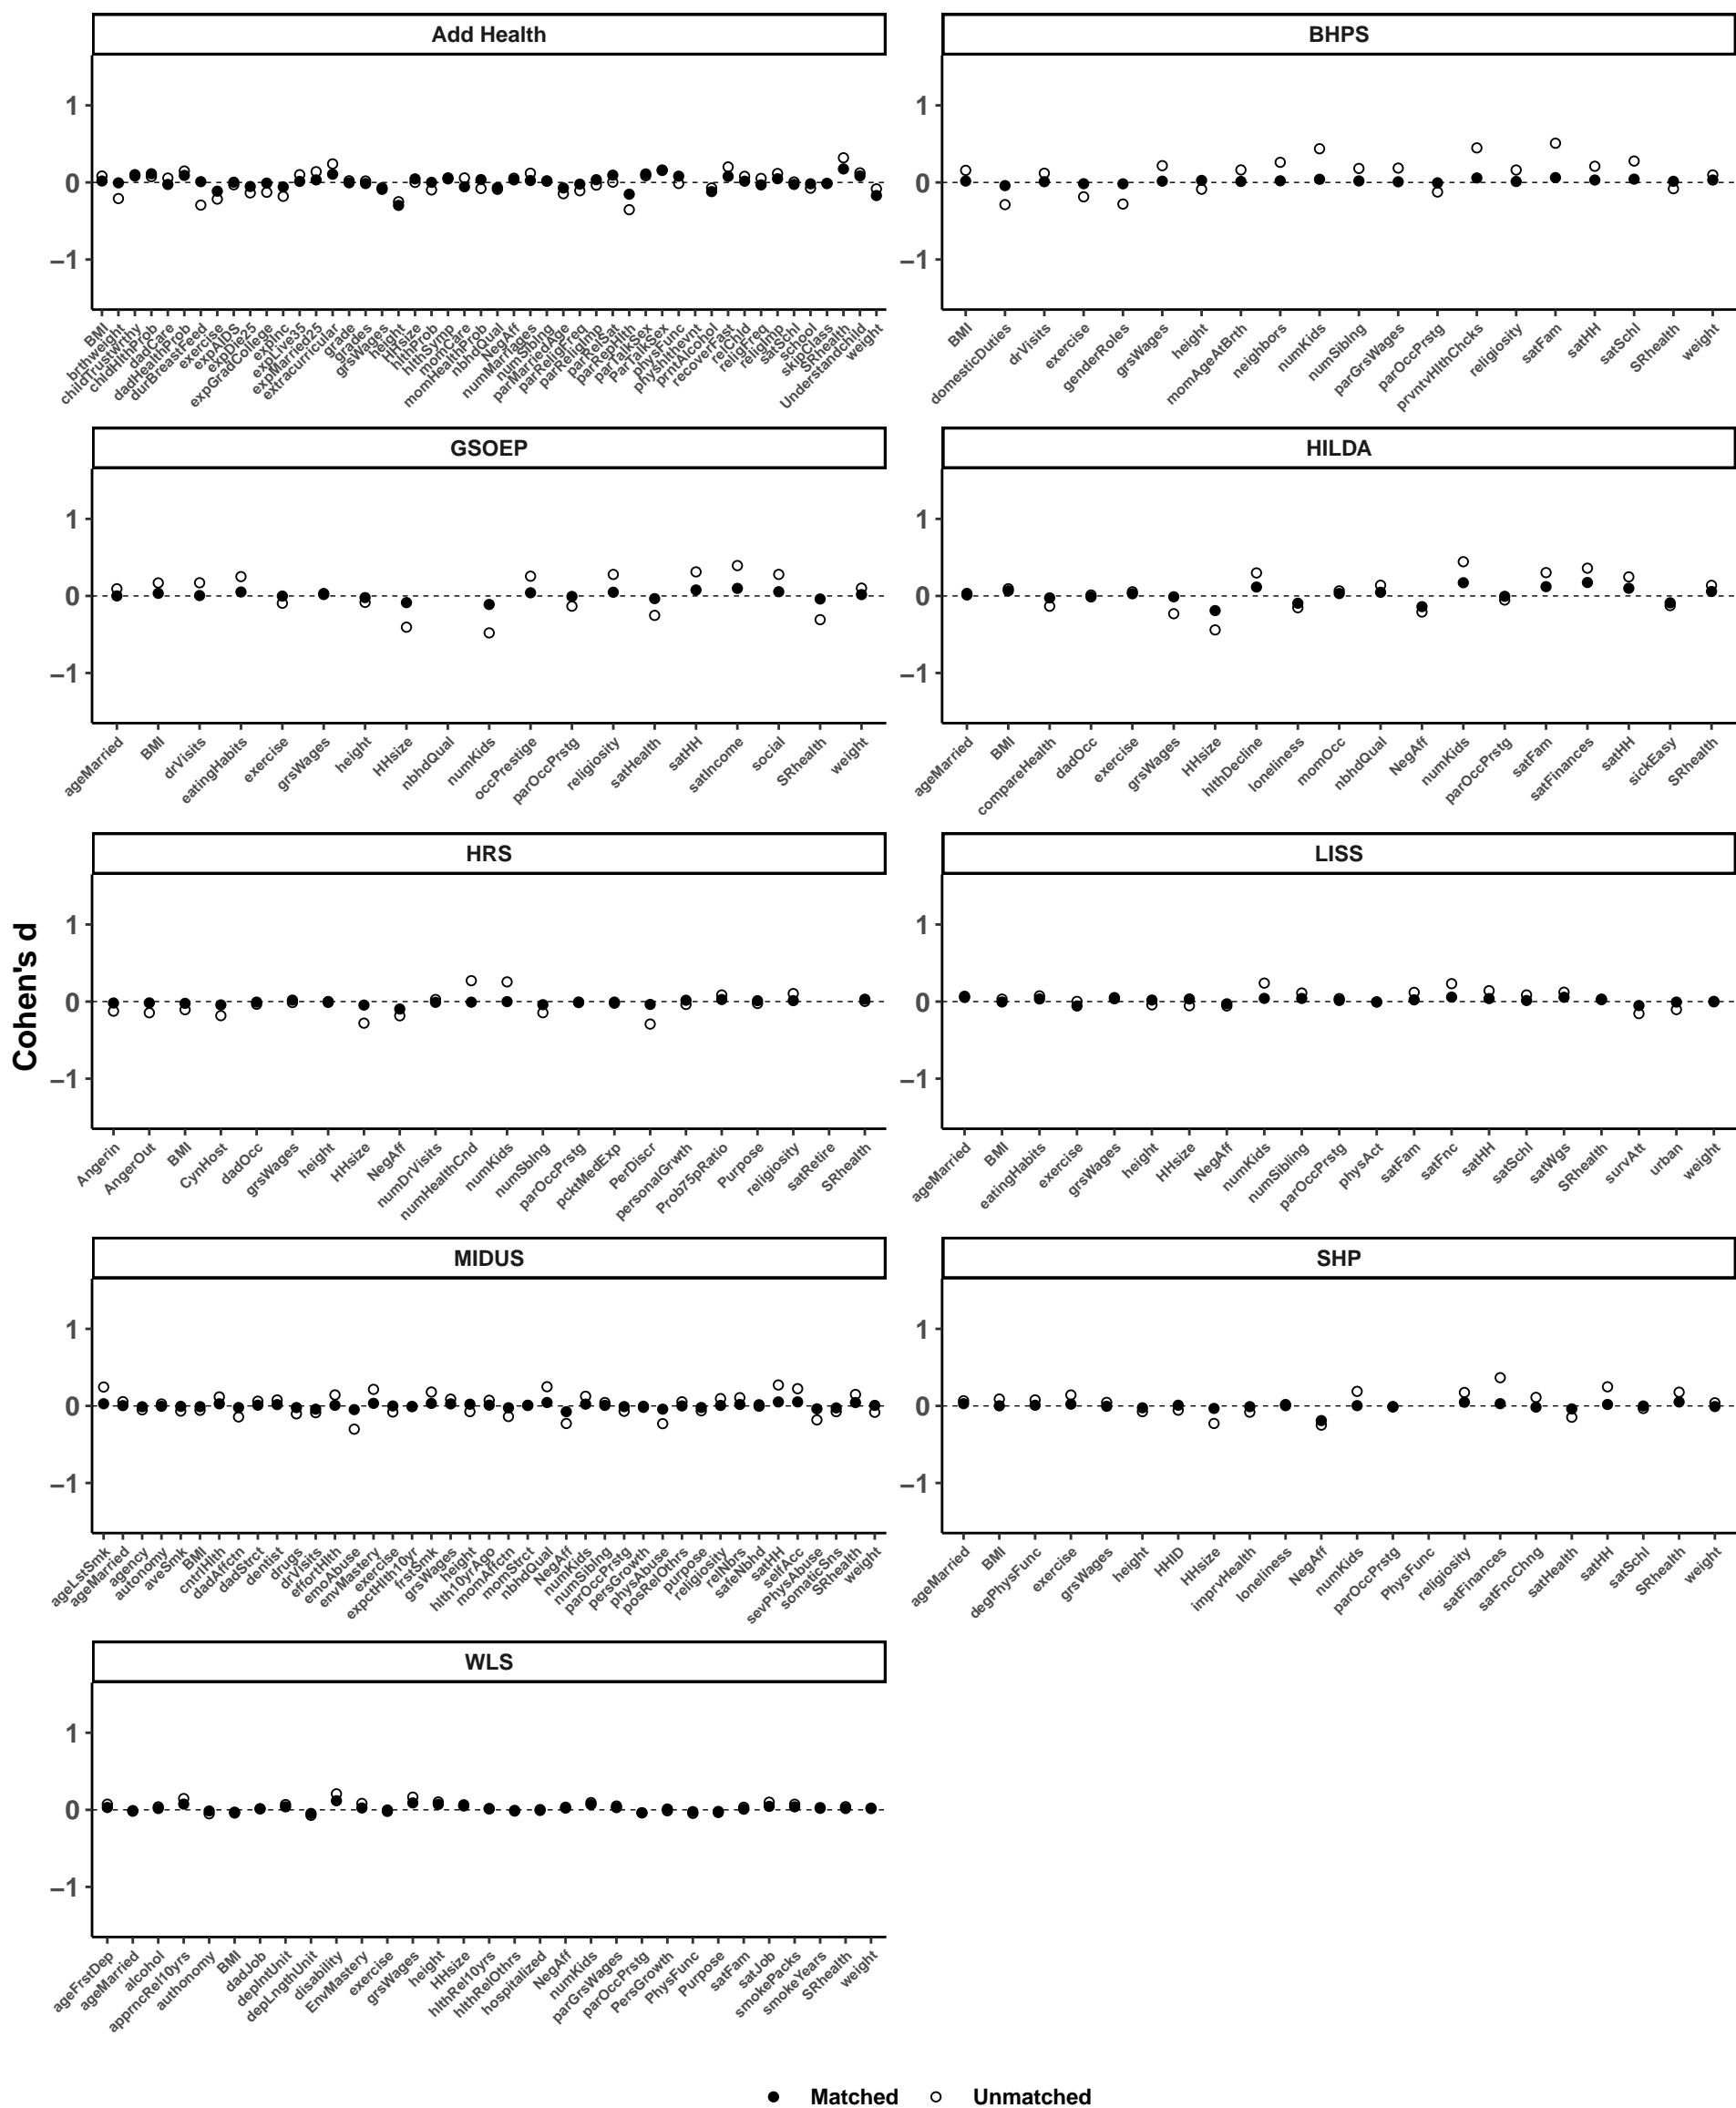 Add Health
BHPS
1
0
−1
1
0
−1
BMI
brthweight
childTrustwrthy
chldHlthProb
dadCare
dadHealthProb
durBreastFeed
exercise
expAIDS
expDie25
expGradCollege
expInc
expLive35
expMarried25
extracurricular
grade
grades
grsWages
height
HHsize
hlthProb
hlthSymp
momCare
momHealthProb
nbhdQual
NegAff
numMarriages
numSibling
parMarriedAge
parReligFreq
parReligImp
parRelSat
parRepHlth
parTalkSex
ParTalkSex
physFunc
physHltIntevnt
prntAlcohol
recoverFast
relChld
religFreq
religImp
satSchl
school
skipClass
SRhealth
Understandchild
weight
BMI
domesticDuties
drVisits
exercise
genderRoles
grsWages
height
momAgeAtBrth
neighbors
numKids
numSiblng
parGrsWages
parOccPrstg
prvntvHlthChcks
religiosity
satFam
satHH
satSchl
SRhealth
weight
GSOEP
HILDA
1
0
−1
1
0
−1
ageMarried
BMI
drVisits
eatingHabits
exercise
grsWages
height
HHsize
nbhdQual
numKids
occPrestige
parOccPrstg
religiosity
satHealth
satHH
satIncome
social
SRhealth
weight
ageMarried
BMI
compareHealth
dadOcc
exercise
grsWages
HHsize
hlthDecline
loneliness
momOcc
nbhdQual
NegAff
numKids
parOccPrstg
satFam
satFinances
satHH
sickEasy
SRhealth
Cohen's d
HRS
LISS
1
0
−1
1
0
−1
Angerin
AngerOut
BMI
CynHost
dadOcc
grsWages
height
HHsize
NegAff
numDrVisits
numHealthCnd
numKids
numSblng
parOccPrstg
pcktMedExp
PerDiscr
personalGrwth
Prob75pRatio
Purpose
religiosity
satRetire
SRhealth
ageMarried
BMI
eatingHabits
exercise
grsWages
height
HHsize
NegAff
numKids
numSibling
parOccPrstg
physAct
satFam
satFnc
satHH
satSchl
satWgs
SRhealth
survAtt
urban
weight
MIDUS
SHP
1
0
−1
1
0
−1
ageLstSmk
ageMarried
agency
autonomy
aveSmk
BMI
cntrlHlth
dadAffctn
dadStrct
dentist
drugs
drVisits
effortHlth
emoAbuse
envMastery
exercise
expctHlth10yr
frstSmk
grsWages
height
hlth10yrAgo
momAffctn
momStrct
nbhdQual
NegAff
numKids
numSiblng
parOccPrstg
persGrowth
physAbuse
posRelOthrs
purpose
religiosity
relNbrs
safeNbhd
satHH
selfAcc
sevPhysAbuse
somaticSns
SRhealth
weight
ageMarried
BMI
degPhysFunc
exercise
grsWages
height
HHID
HHsize
imprvHealth
loneliness
NegAff
numKids
parOccPrstg
PhysFunc
religiosity
satFinances
satFncChng
satHealth
satHH
satSchl
SRhealth
weight
WLS
1
0
−1
ageFrstDep
ageMarried
alcohol
apprncRel10yrs
authonomy
BMI
dadJob
depIntUnit
depLngthUnit
disability
EnvMastery
exercise
grsWages
height
HHsize
hlthRel10yrs
hlthRelOthrs
hospitalized
NegAff
numKids
parGrsWages
parOccPrstg
PersGrowth
PhysFunc
Purpose
satFam
satJob
smokePacks
smokeYears
SRhealth
weight
Matched
Unmatched